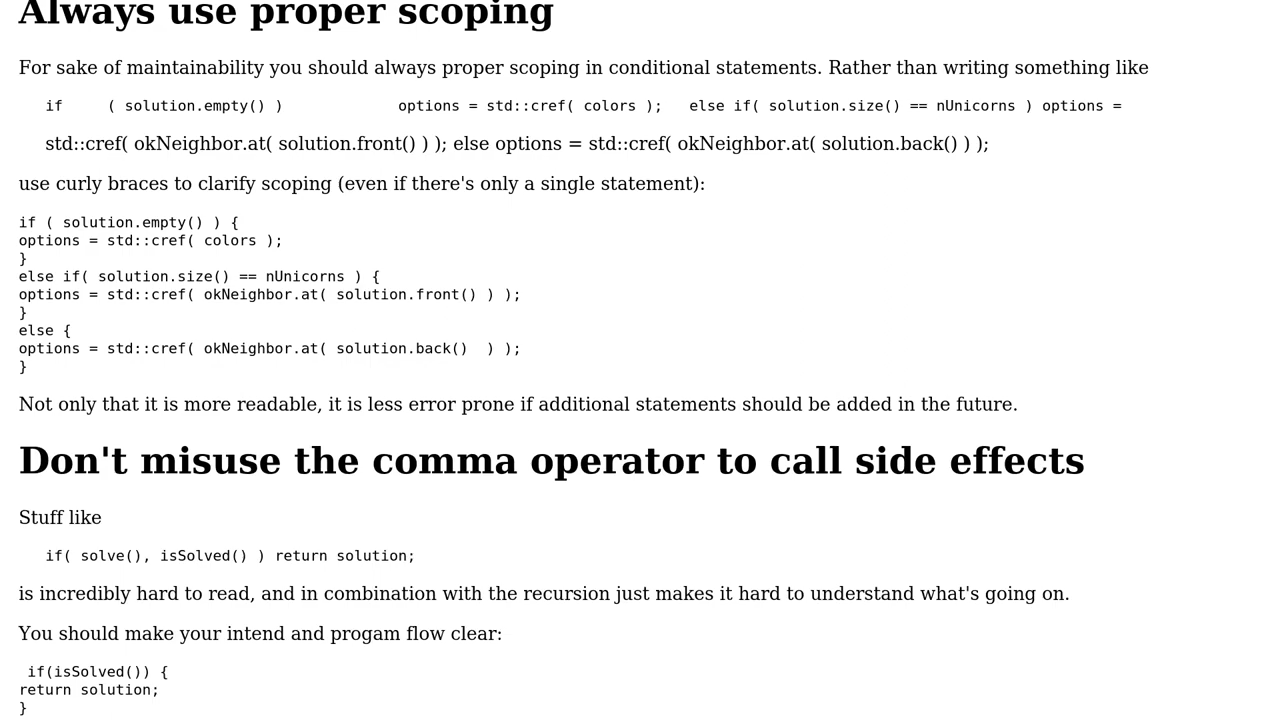 Always use proper scoping
For sake of maintainability you should always proper scoping in conditional statements. Rather than writing something like
if     ( solution.empty() )             options = std::cref( colors );   else if( solution.size() == nUnicorns ) options =
std::cref( okNeighbor.at( solution.front() ) ); else options = std::cref( okNeighbor.at( solution.back() ) );
use curly braces to clarify scoping (even if there's only a single statement):
if ( solution.empty() ) {
options = std::cref( colors );
}
else if( solution.size() == nUnicorns ) {
options = std::cref( okNeighbor.at( solution.front() ) );
}
else {
options = std::cref( okNeighbor.at( solution.back()  ) );
}
Not only that it is more readable, it is less error prone if additional statements should be added in the future.
Don't misuse the comma operator to call side effects
Stuff like
if( solve(), isSolved() ) return solution;
is incredibly hard to read, and in combination with the recursion just makes it hard to understand what's going on.
You should make your intend and progam flow clear:
if(isSolved()) {
return solution;
}